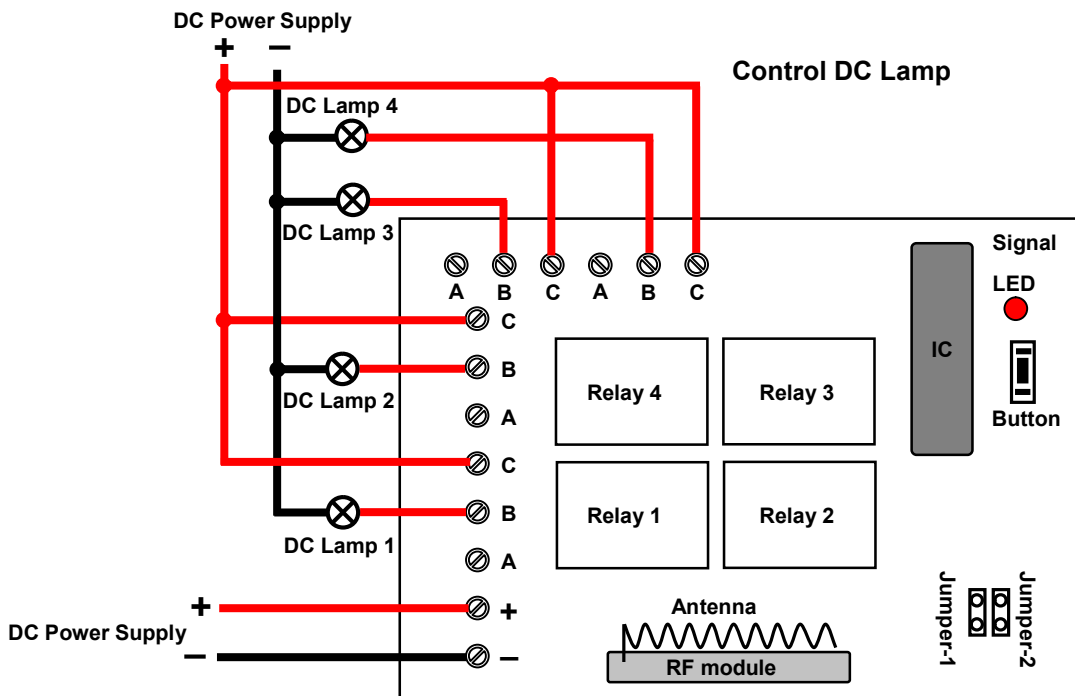 DC Power Supply
+ −
Control DC Lamp
DC Lamp 4
DC Lamp 3
A B C A B C
C
B
A
C
B
A
+
−
DC Lamp 2
DC Lamp 1
+
DC Power Supply
−
Relay 4
Relay 3
Relay 1
Relay 2
IC
Signal
LED
Button
Antenna
RF module
Jumper-1
Jumper-2